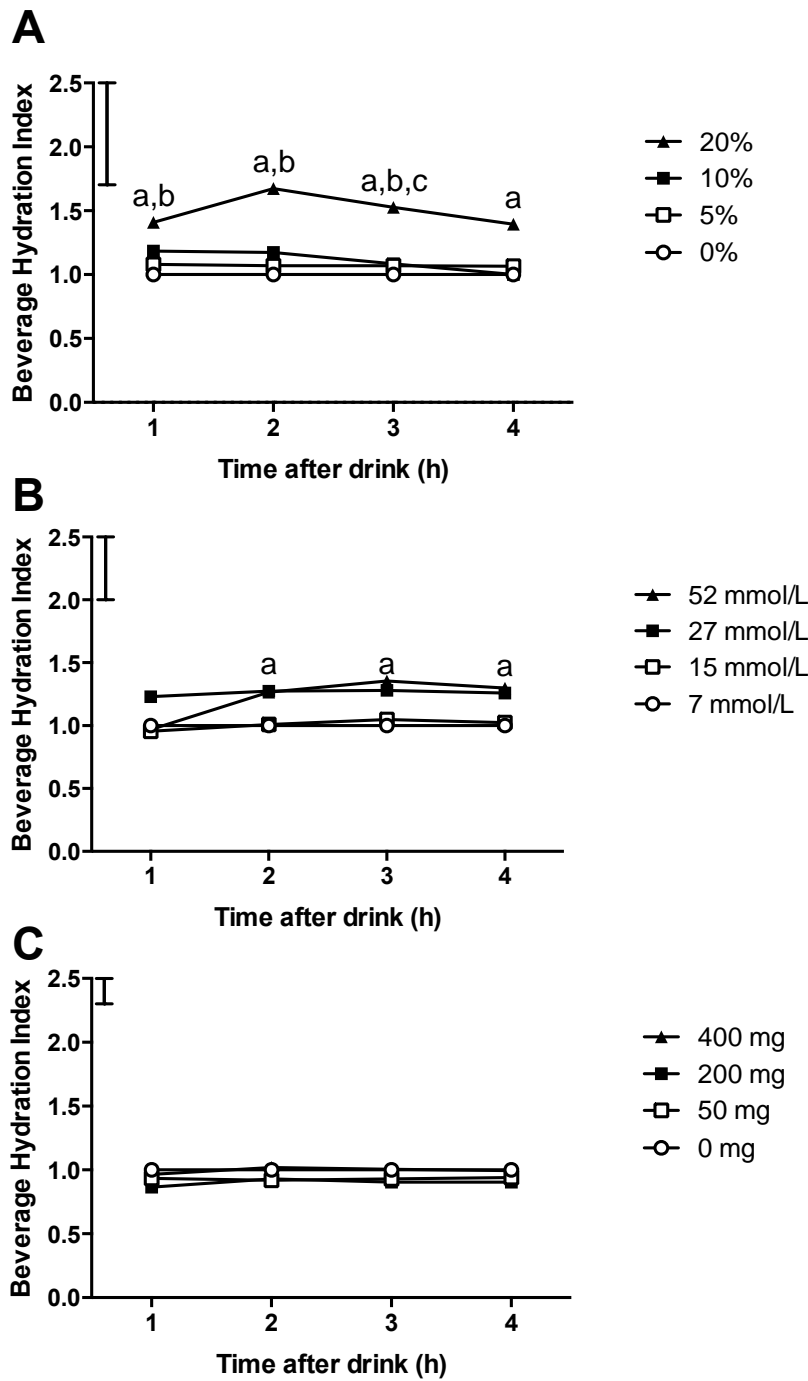 A
Beverage Hydration Index
2.5
2.0
1.5
1.0
0.5
0.0
a,b
a,b
a,b,c
a
1 2 3 4
Time after drink (h)
20%
10%
5%
0%
B
Beverage Hydration Index
2.5
2.0
1.5
1.0
0.5
0.0
a
a
a
1 2 3 4
Time after drink (h)
52 mmol/L
27 mmol/L
15 mmol/L
7 mmol/L
C
Beverage Hydration Index
2.5
2.0
1.5
1.0
0.5
0.0
1 2 3 4
Time after drink (h)
400 mg
200 mg
50 mg
0 mg